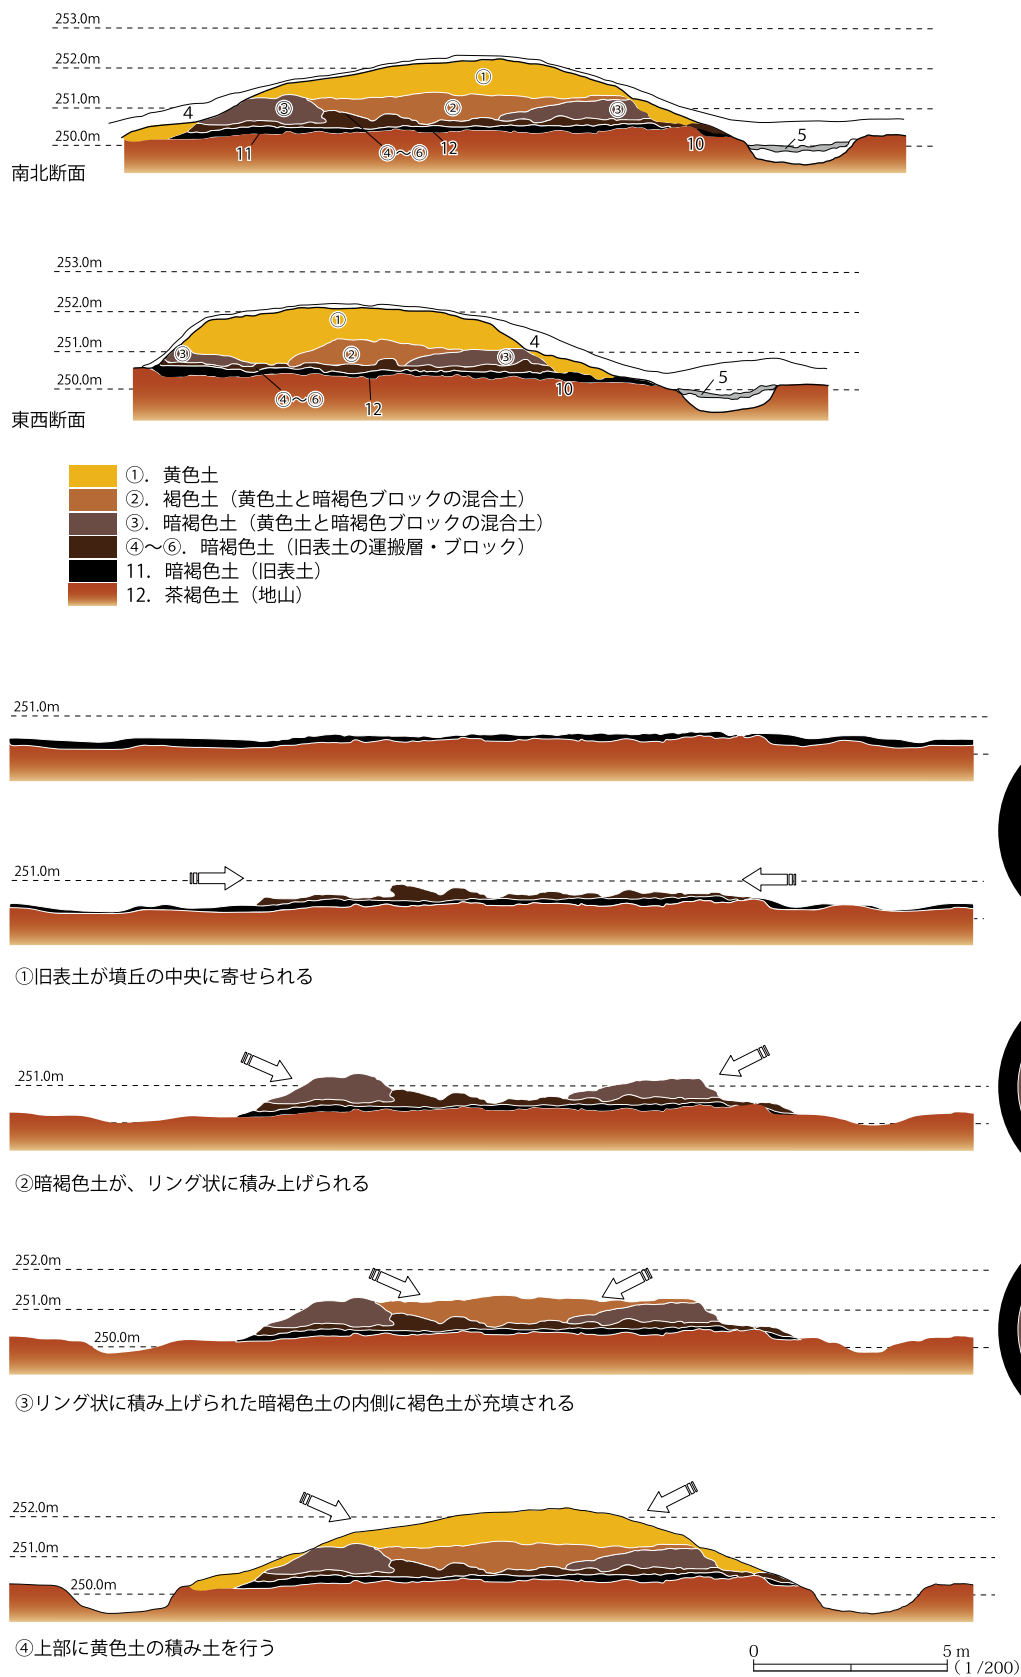 253.0m
252.0m
①
251.0m
4
③
②
③
250.0m
11
④～⑥
12
10
5
南北断面
253.0m
252.0m
①
251.0m
③
②
③
4
250.0m
④～⑥
12
10
5
東西断面
①．黄色土
②．褐色土（黄色土と暗褐色ブロックの混合土）
③．暗褐色土（黄色土と暗褐色ブロックの混合土）
④～⑥．暗褐色土（旧表土の運搬層・ブロック）
11．暗褐色土（旧表土）
12．茶褐色土（地山）
251.0m
251.0m
①旧表土が墳丘の中央に寄せられる
251.0m
②暗褐色土が、リング状に積み上げられる
252.0m
251.0m
250.0m
③リング状に積み上げられた暗褐色土の内側に褐色土が充填される
252.0m
251.0m
250.0m
④上部に黄色土の積み土を行う
0 5 m
（1/200）